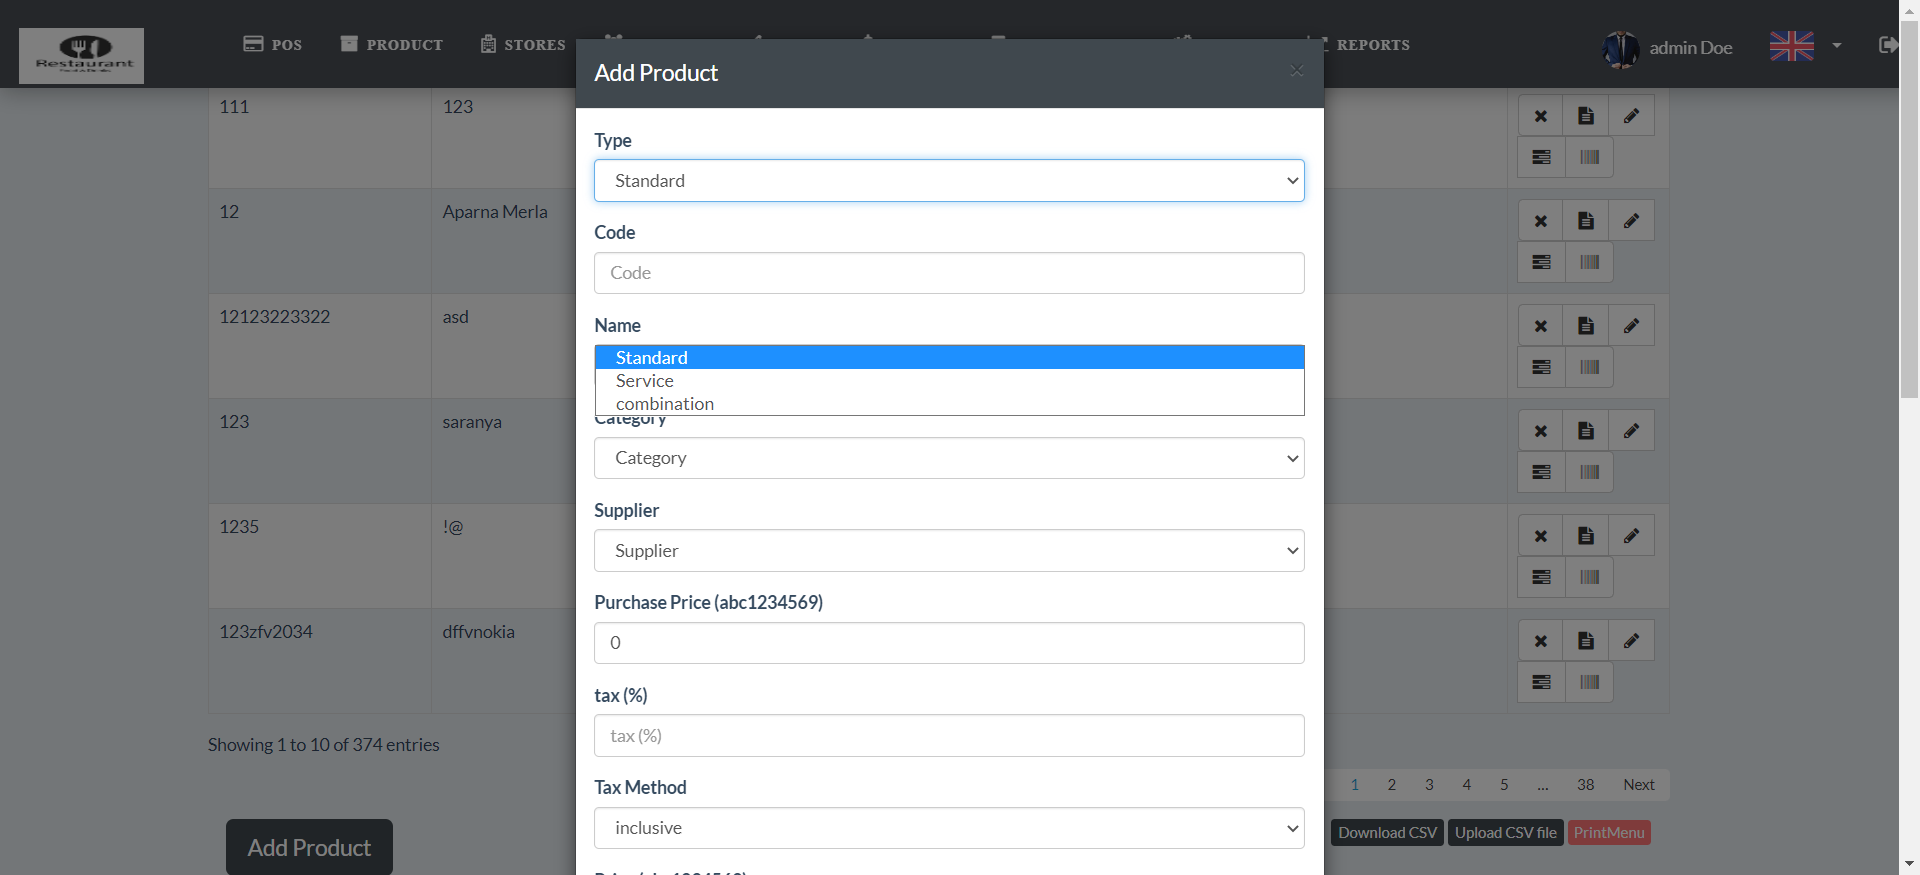 Restaurant
POS
PRODUCT
STORES
REPORTS
admin Doe
Add Product
×
111
123
12
Aparna Merla
12123223322
asd
123
saranya
1235
!@
123zfv2034
dffvnokia
Type
Standard
Code
Code
Name
Standard
Service
combination
Category
Category
Supplier
Supplier
Purchase Price (abc1234569)
0
tax (%)
tax (%)
Tax Method
inclusive
Showing 1 to 10 of 374 entries
1 2 3 4 5 ... 38 Next
Add Product
Download CSV
Upload CSV file
PrintMenu